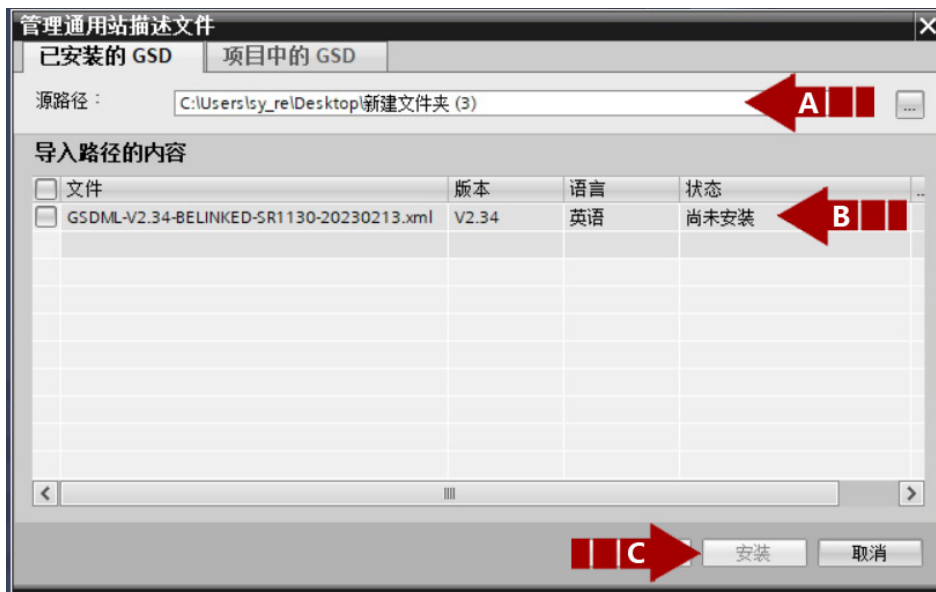 管理通用站描述文件
已安装的 GSD
项目中的 GSD
源路径：
C:\Users\sy_re\Desktop\新建文件夹 (3)
A
...
导入路径的内容
文件 版本 语言 状态 ..
GSDML-V2.34-BELINKED-SR1130-20230213.xml V2.34 英语 尚未安装
B
C
安装
取消